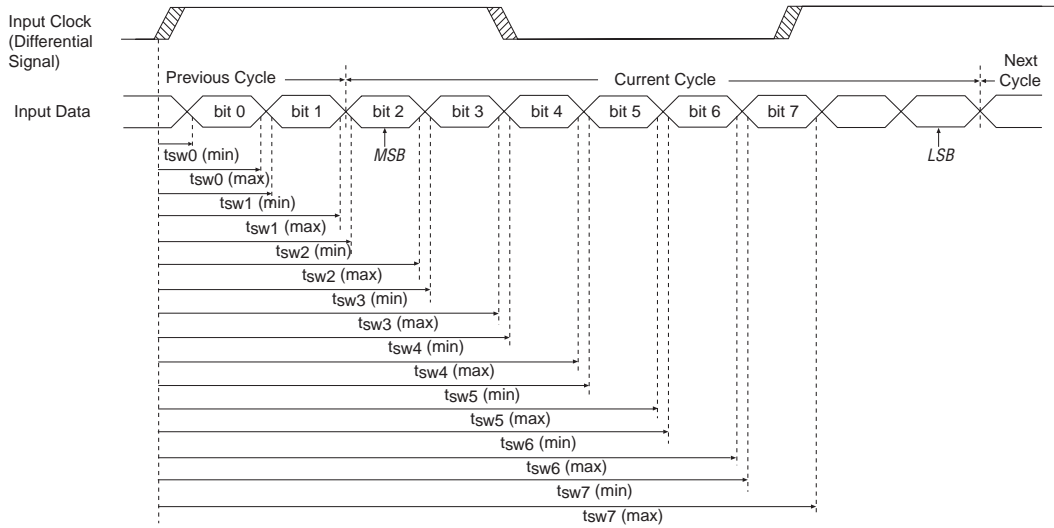 Input Clock
(Differential
Signal)
Previous Cycle
Current Cycle
Next
Cycle
Input Data
bit 0
bit 1
bit 2
bit 3
bit 4
bit 5
bit 6
bit 7
MSB
LSB
tsw0 (min)
tsw0 (max)
tsw1 (min)
tsw1 (max)
tsw2 (min)
tsw2 (max)
tsw3 (min)
tsw3 (max)
tsw4 (min)
tsw4 (max)
tsw5 (min)
tsw5 (max)
tsw6 (min)
tsw6 (max)
tsw7 (min)
tsw7 (max)